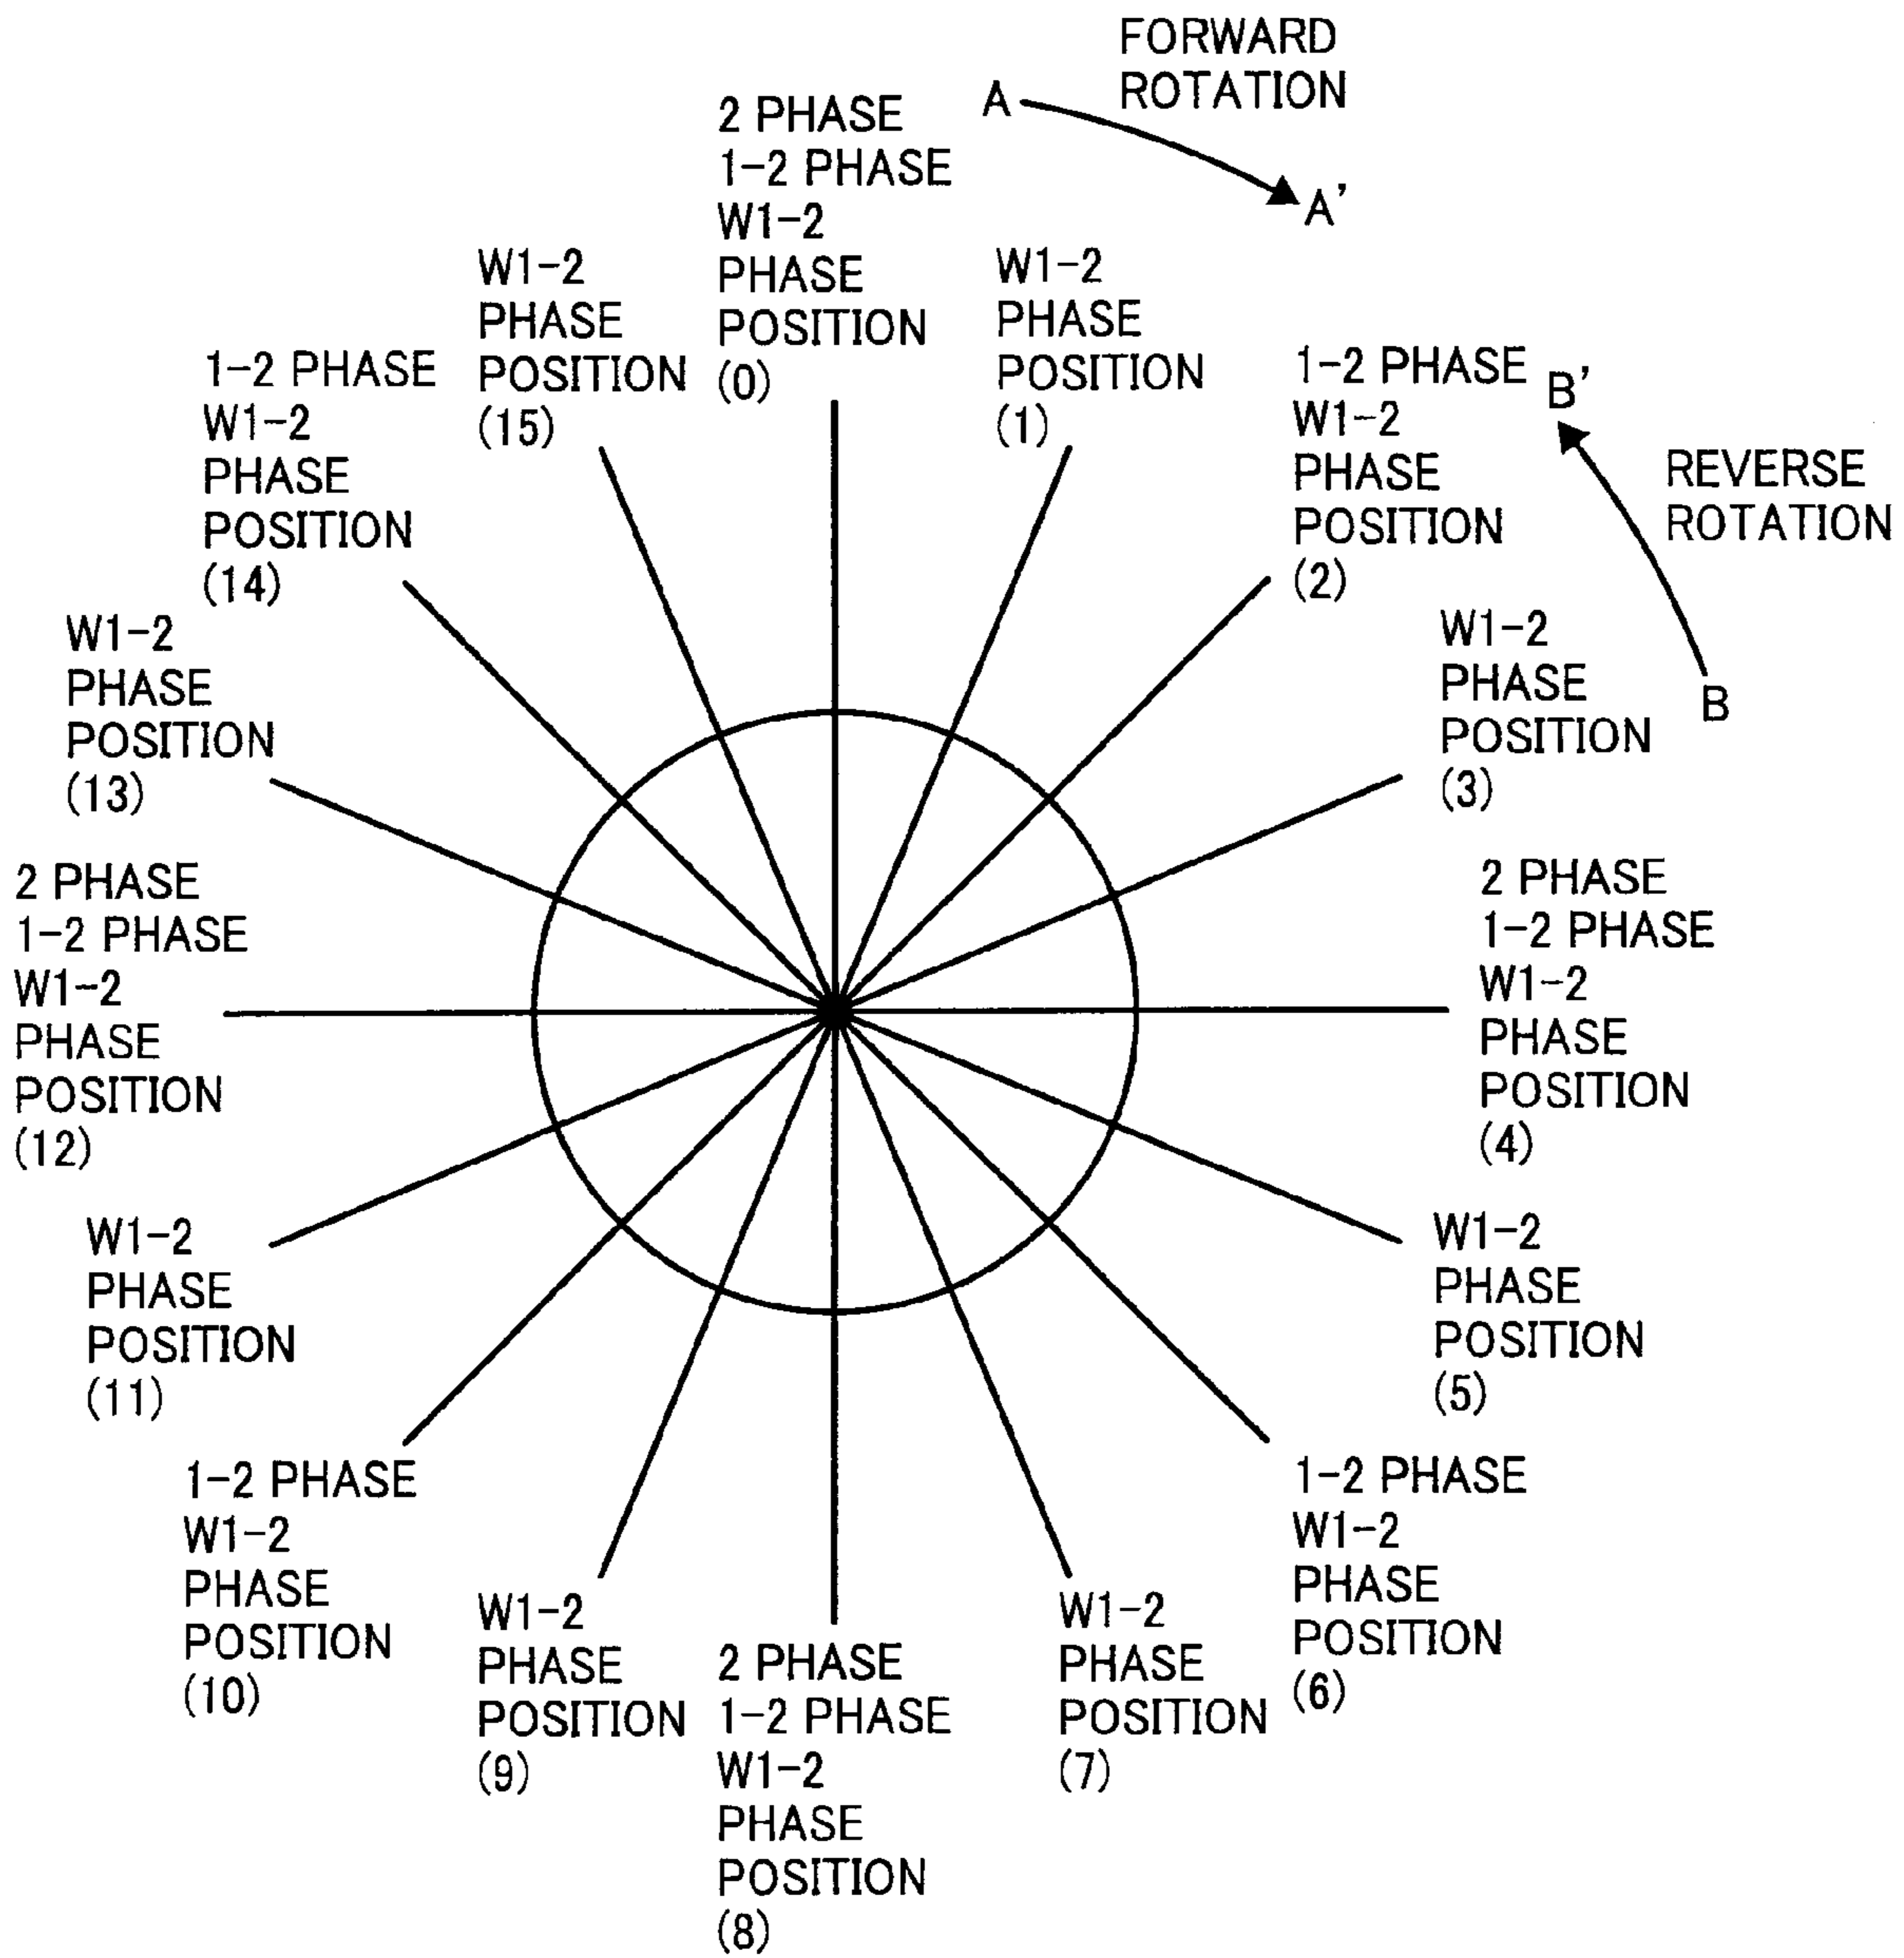 FORWARD
ROTATION
A
A'
2 PHASE
1-2 PHASE
W1-2
PHASE
POSITION
(0)
W1-2
PHASE
POSITION
(1)
1-2 PHASE
W1-2
PHASE
POSITION
(2)
B'
REVERSE
ROTATION
B
W1-2
PHASE
POSITION
(3)
2 PHASE
1-2 PHASE
W1-2
PHASE
POSITION
(4)
W1-2
PHASE
POSITION
(5)
1-2 PHASE
W1-2
PHASE
POSITION
(6)
W1-2
PHASE
POSITION
(7)
2 PHASE
1-2 PHASE
W1-2
PHASE
POSITION
(8)
W1-2
PHASE
POSITION
(9)
1-2 PHASE
W1-2
PHASE
POSITION
(10)
W1-2
PHASE
POSITION
(11)
2 PHASE
1-2 PHASE
W1-2
PHASE
POSITION
(12)
W1-2
PHASE
POSITION
(13)
1-2 PHASE
W1-2
PHASE
POSITION
(14)
W1-2
PHASE
POSITION
(15)